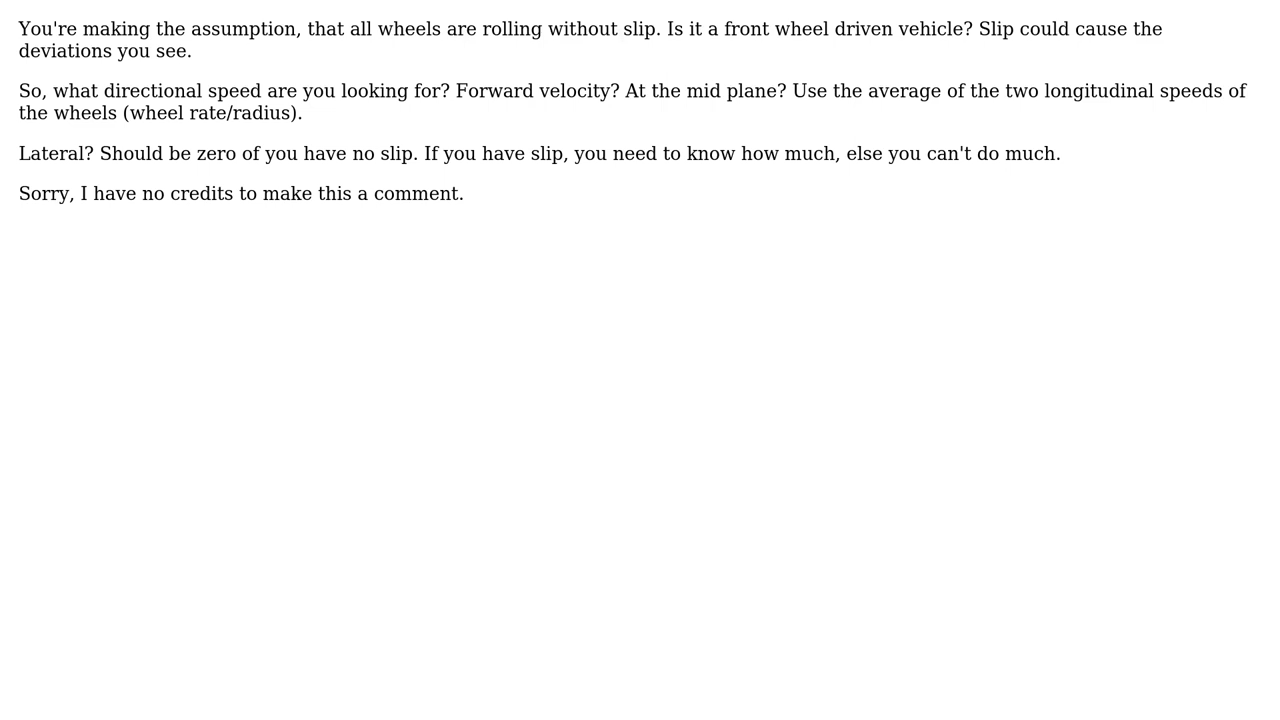 You're making the assumption, that all wheels are rolling without slip. Is it a front wheel driven vehicle? Slip could cause the
deviations you see.
So, what directional speed are you looking for? Forward velocity? At the mid plane? Use the average of the two longitudinal speeds of
the wheels (wheel rate/radius).
Lateral? Should be zero of you have no slip. If you have slip, you need to know how much, else you can't do much.
Sorry, I have no credits to make this a comment.